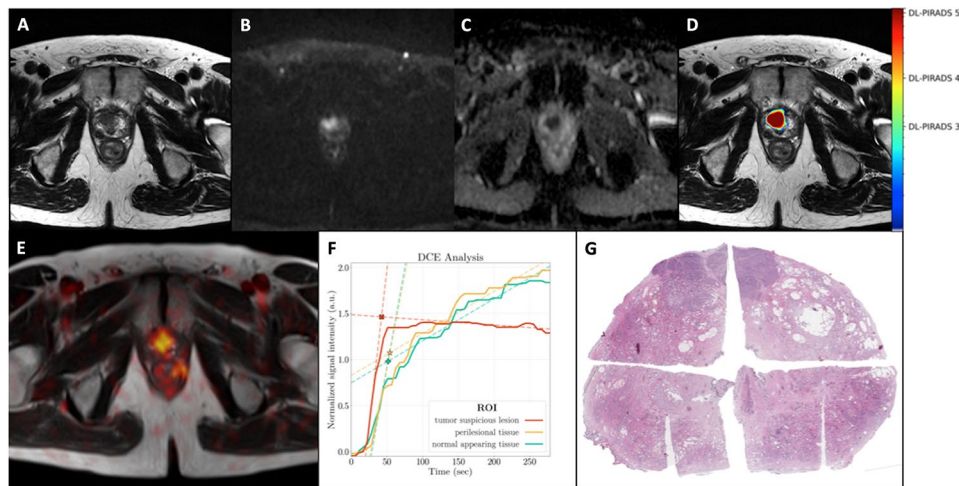 A
B
C
D
DL-PIRADS 5
DL-PIRADS 4
DL-PIRADS 3
E
F
DCE Analysis
2.0
1.5
1.0
0.5
0.0
Normalized signal intensity (a.u.)
ROI
tumor suspicious lesion
perilesional tissue
normal appearing tissue
0 50 100 150 200 250
Time (sec)
G